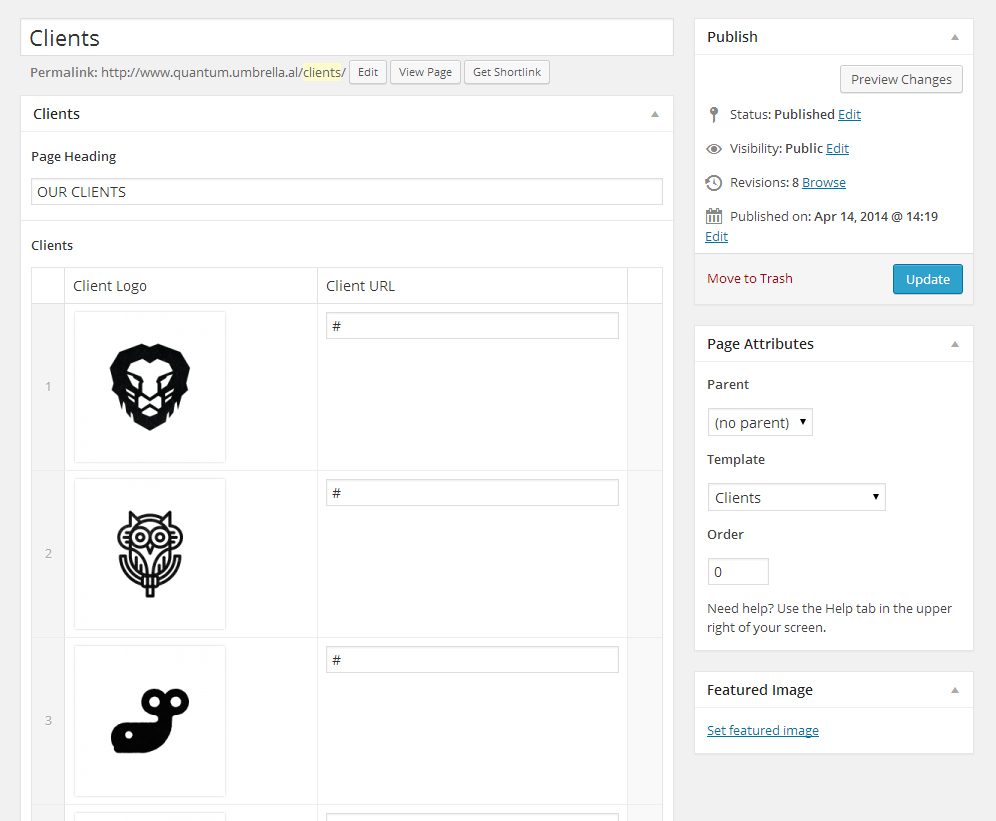 Clients
Permalink: http://www.quantum.umbrella.al/clients/ Edit View Page Get Shortlink
Clients
Page Heading
OUR CLIENTS
Clients
Client Logo Client URL
1 #
2 #
3 #
Publish
Preview Changes
Status: Published Edit
Visibility: Public Edit
Revisions: 8 Browse
Published on: Apr 14, 2014 @ 14:19
Edit
Move to Trash Update
Page Attributes
Parent
(no parent)
Template
Clients
Order
0
Need help? Use the Help tab in the upper
right of your screen.
Featured Image
Set featured image